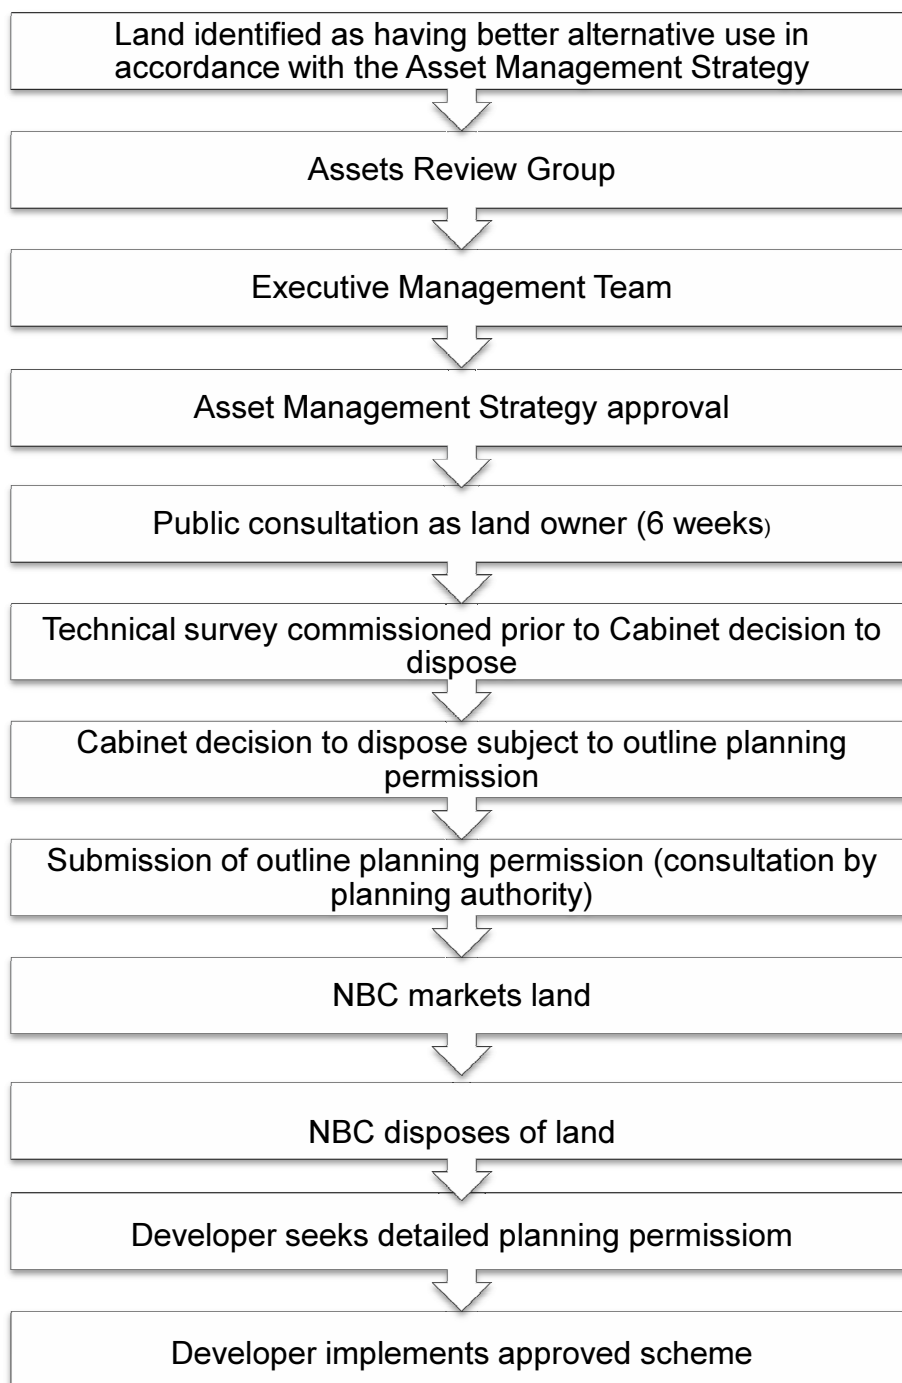 Land identified as having better alternative use in
accordance with the Asset Management Strategy
Assets Review Group
Executive Management Team
Asset Management Strategy approval
Public consultation as land owner (6 weeks)
Technical survey commissioned prior to Cabinet decision to
dispose
Cabinet decision to dispose subject to outline planning
permission
Submission of outline planning permission (consultation by
planning authority)
NBC markets land
NBC disposes of land
Developer seeks detailed planning permissiom
Developer implements approved scheme